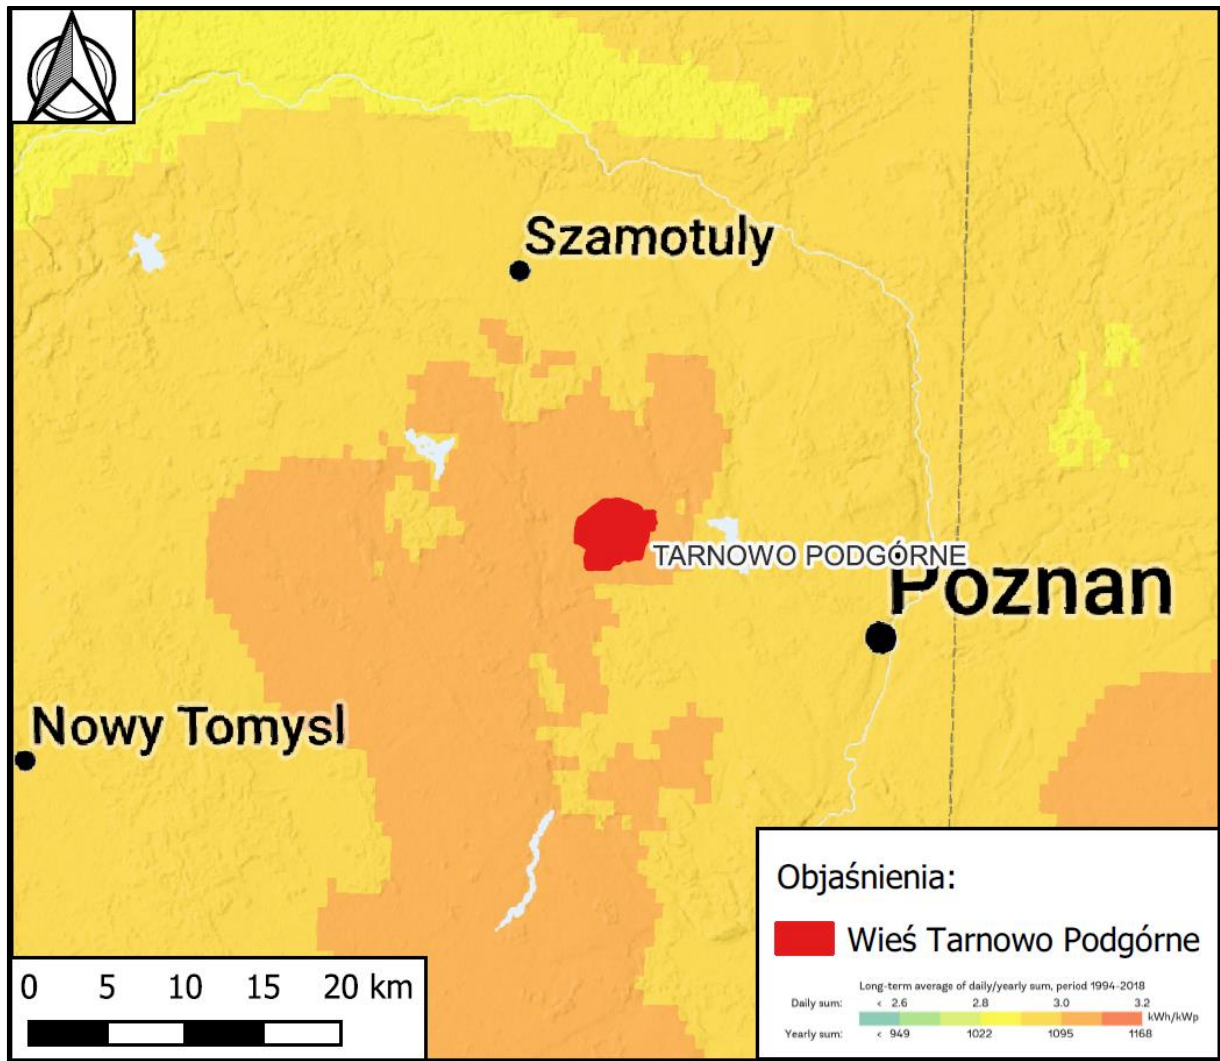 Szamotuly
TARNOWO PODGÓRNE
Poznan
Nowy Tomysl
0 5 10 15 20 km
Objaśnienia:
Wieś Tarnowo Podgórne
Long-term average of daily/yearly sum, period 1994-2018
Daily sum: < 2.6 2.8 3.0 3.2
kWh/kWp
Yearly sum: < 949 1022 1095 1168